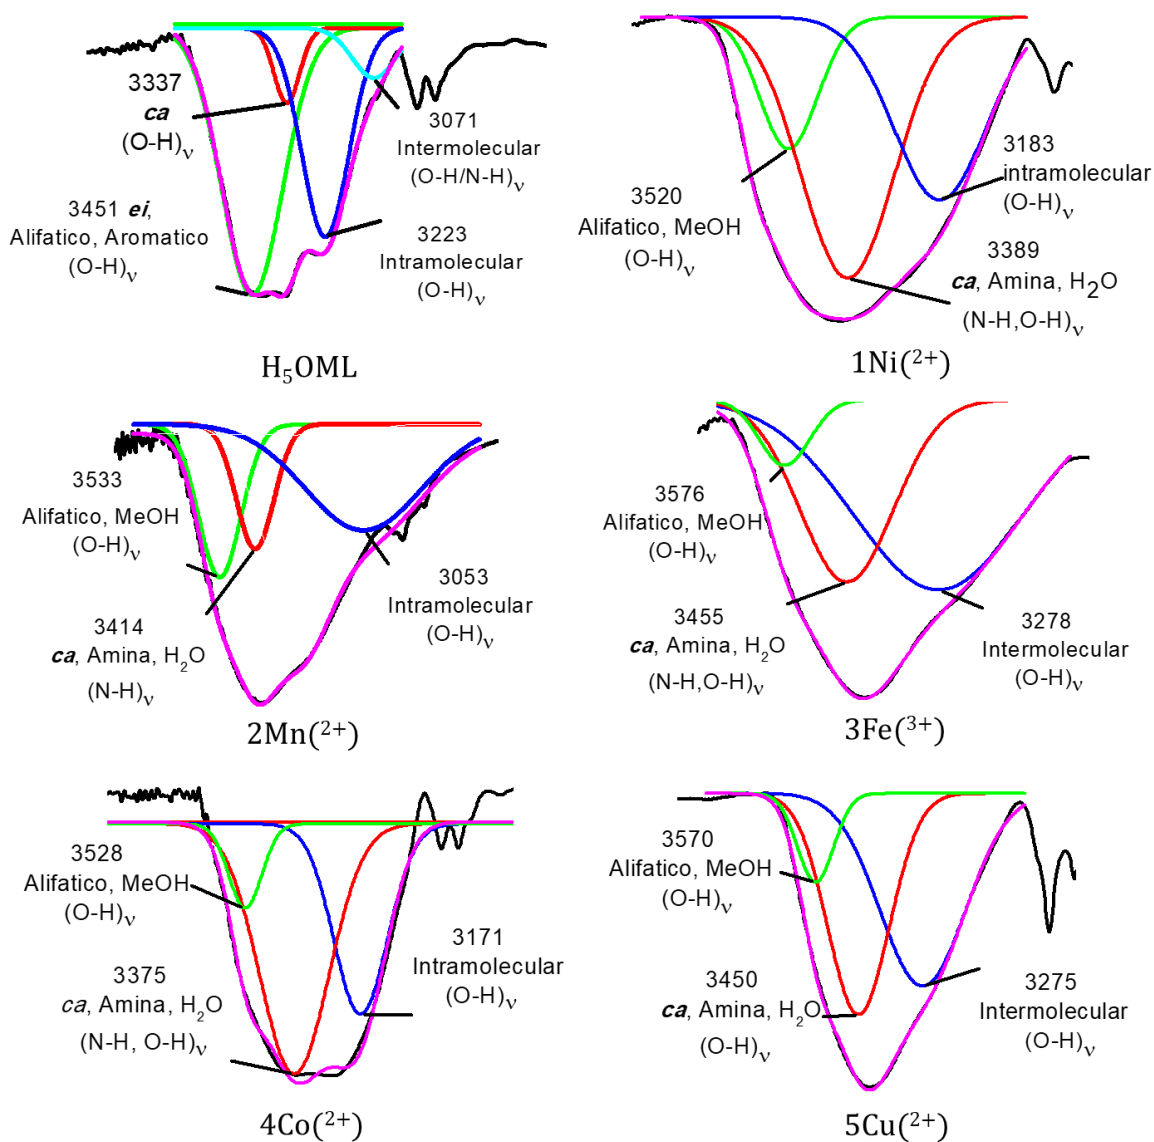 3337
ca
(O-H)ν
3071
Intermolecular
(O-H/N-H)ν
3451 ei,
Alifatico, Aromatico
(O-H)ν
3223
Intramolecular
(O-H)ν
H₅OML
3520
Alifatico, MeOH
(O-H)ν
3183
intramolecular
(O-H)ν
3389
ca, Amina, H₂O
(N-H,O-H)ν
1Ni(²⁺)
3533
Alifatico, MeOH
(O-H)ν
3414
ca, Amina, H₂O
(N-H)ν
3053
Intramolecular
(O-H)ν
2Mn(²⁺)
3576
Alifatico, MeOH
(O-H)ν
3455
ca, Amina, H₂O
(N-H,O-H)ν
3278
Intermolecular
(O-H)ν
3Fe(³⁺)
3528
Alifatico, MeOH
(O-H)ν
3375
ca, Amina, H₂O
(N-H, O-H)ν
3171
Intramolecular
(O-H)ν
4Co(²⁺)
3570
Alifatico, MeOH
(O-H)ν
3450
ca, Amina, H₂O
(O-H)ν
3275
Intermolecular
(O-H)ν
5Cu(²⁺)